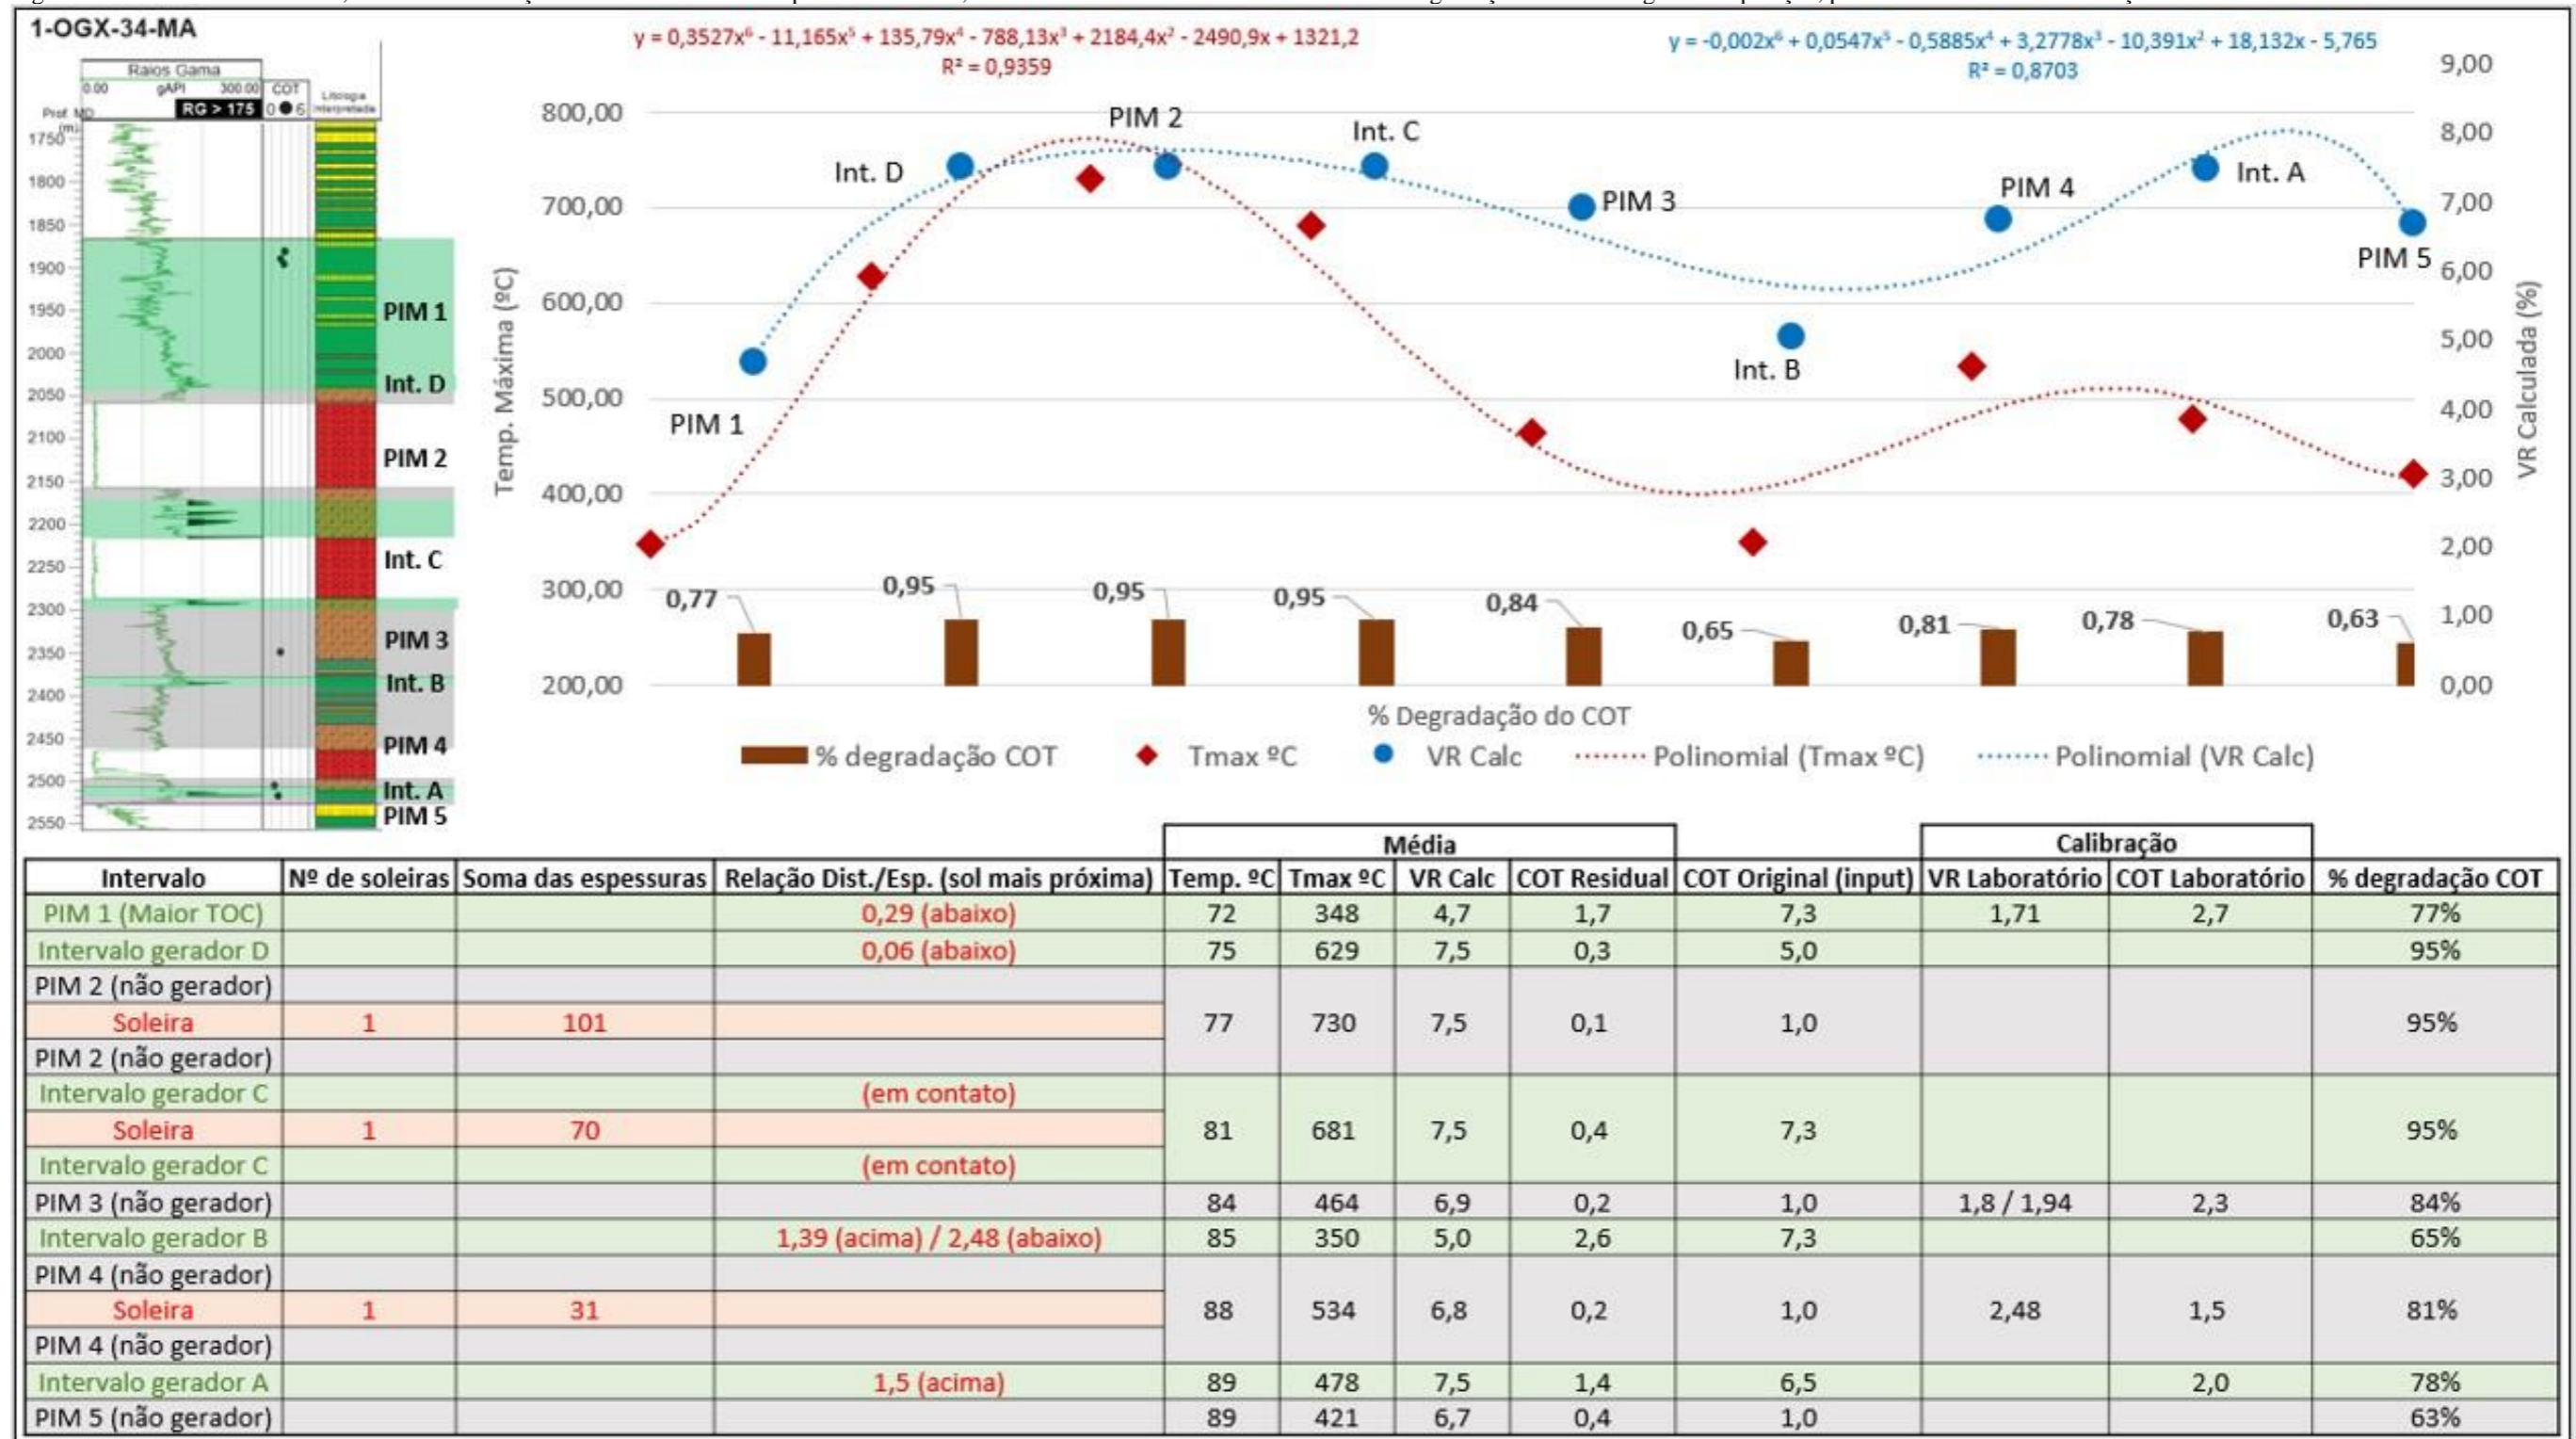 1-OGX-34-MA
Raios Gama
0.00 gAPI 300.00
COT
Litologia Interpretada
Prof. MD (m)
RG > 175
0 6
1750
1800
1850
1900
1950
2000
2050
2100
2150
2200
2250
2300
2350
2400
2450
2500
2550
PIM 1
Int. D
PIM 2
Int. C
PIM 3
Int. B
PIM 4
Int. A
PIM 5
y = 0,3527x⁶ - 11,165x⁵ + 135,79x⁴ - 788,13x³ + 2184,4x² - 2490,9x + 1321,2
R² = 0,9359
y = -0,002x⁶ + 0,0547x⁵ - 0,5885x⁴ + 3,2778x³ - 10,391x² + 18,132x - 5,765
R² = 0,8703
Temp. Máxima (ºC)
800,00
700,00
600,00
500,00
400,00
300,00
200,00
PIM 1
Int. D
PIM 2
Int. C
PIM 3
Int. B
PIM 4
Int. A
PIM 5
0,77
0,95
0,95
0,95
0,84
0,65
0,81
0,78
0,63
9,00
8,00
7,00
6,00
5,00
4,00
3,00
2,00
1,00
0,00
VR Calculada (%)
% Degradação do COT
% degradação COT Tmax ºC VR Calc Polinomial (Tmax ºC) Polinomial (VR Calc)
Média Calibração
Intervalo Nº de soleiras Soma das espessuras Relação Dist./Esp. (sol mais próxima) Temp. ºC Tmax ºC VR Calc COT Residual COT Original (input) VR Laboratório COT Laboratório % degradação COT
PIM 1 (Maior TOC) 0,29 (abaixo) 72 348 4,7 1,7 7,3 1,71 2,7 77%
Intervalo gerador D 0,06 (abaixo) 75 629 7,5 0,3 5,0 95%
PIM 2 (não gerador)
Soleira 1 101 77 730 7,5 0,1 1,0 95%
PIM 2 (não gerador)
Intervalo gerador C (em contato)
Soleira 1 70 81 681 7,5 0,4 7,3 95%
Intervalo gerador C (em contato)
PIM 3 (não gerador) 84 464 6,9 0,2 1,0 1,8 / 1,94 2,3 84%
Intervalo gerador B 1,39 (acima) / 2,48 (abaixo) 85 350 5,0 2,6 7,3 65%
PIM 4 (não gerador)
Soleira 1 31 88 534 6,8 0,2 1,0 2,48 1,5 81%
PIM 4 (não gerador)
Intervalo gerador A 1,5 (acima) 89 478 7,5 1,4 6,5 2,0 78%
PIM 5 (não gerador) 89 421 6,7 0,4 1,0 63%